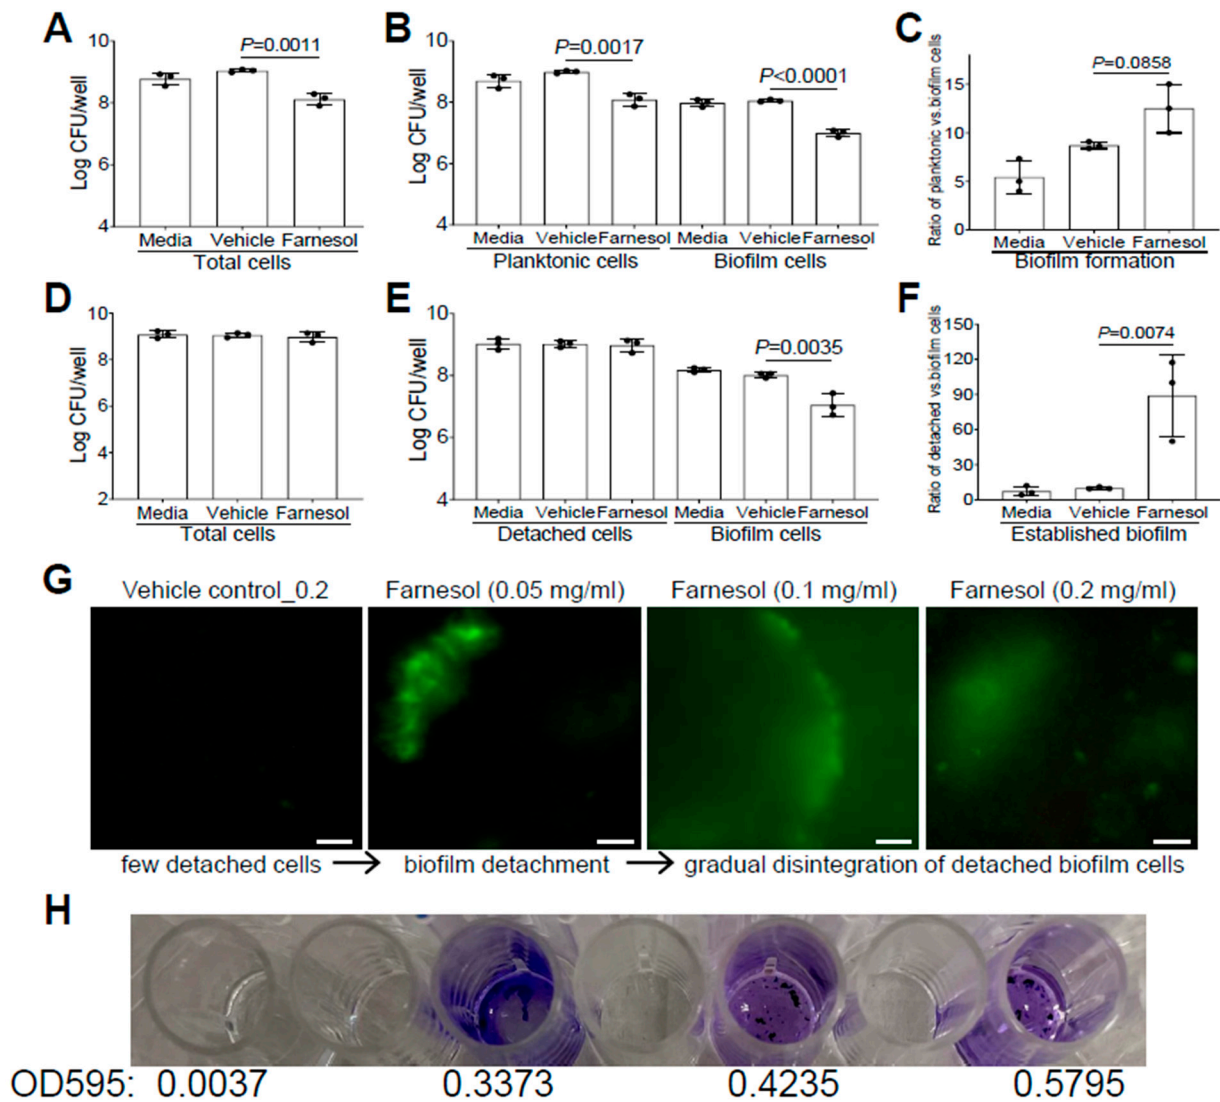 A
Log CFU/well
10
8
6
4
P=0.0011
Media Vehicle Farnesol
Total cells
B
Log CFU/well
10
8
6
4
P=0.0017
P<0.0001
Media Vehicle Farnesol Media Vehicle Farnesol
Planktonic cells Biofilm cells
C
Ratio of planktonic vs.biofilm cells
15
10
5
0
P=0.0858
Media Vehicle Farnesol
Biofilm formation
D
Log CFU/well
10
8
6
4
2
Media Vehicle Farnesol
Total cells
E
Log CFU/well
10
8
6
4
P=0.0035
Media Vehicle Farnesol Media Vehicle Farnesol
Detached cells Biofilm cells
F
Ratio of detached vs.biofilm cells
150
120
90
60
30
0
P=0.0074
Media Vehicle Farnesol
Established biofilm
G
Vehicle control_0.2 Farnesol (0.05 mg/ml) Farnesol (0.1 mg/ml) Farnesol (0.2 mg/ml)
few detached cells → biofilm detachment → gradual disintegration of detached biofilm cells
H
OD595: 0.0037 0.3373 0.4235 0.5795